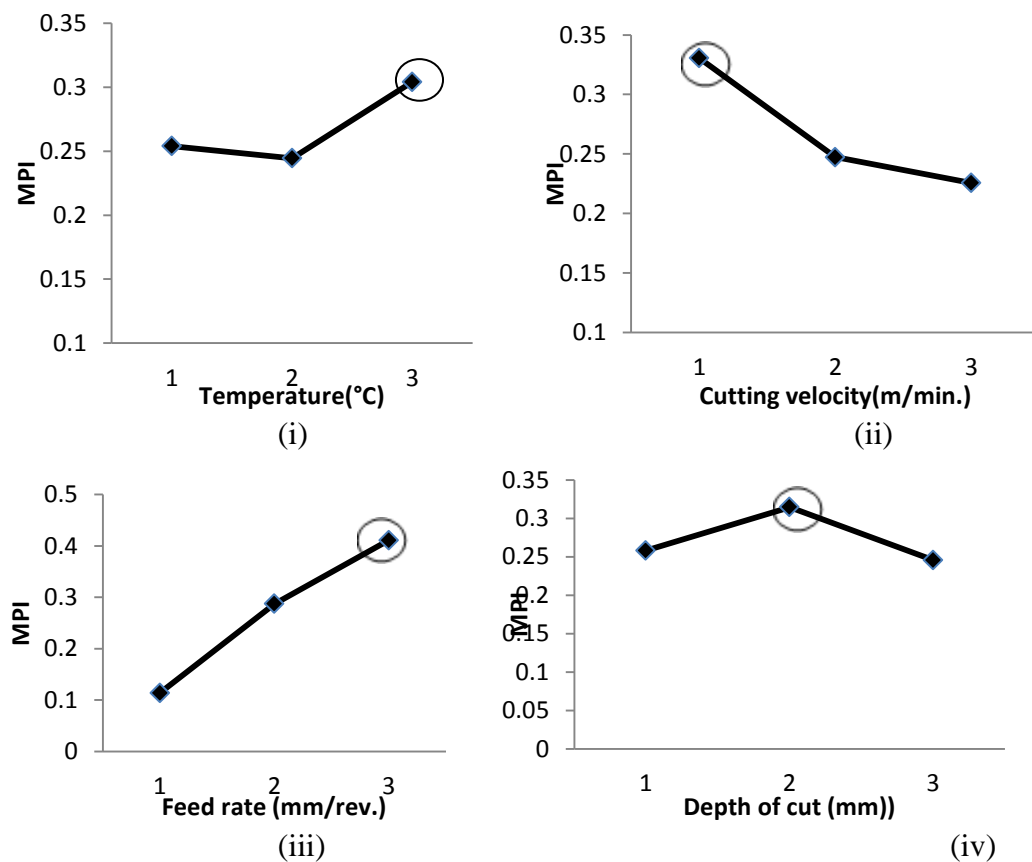 0.35
0.3
0.25
0.2
0.15
0.1
MPI
1 2 3
Temperature(°C)
(i)
0.35
0.3
0.25
0.2
0.15
0.1
MPI
1 2 3
Cutting velocity(m/min.)
(ii)
0.5
0.4
0.3
0.2
0.1
0
MPI
1 2 3
Feed rate (mm/rev.)
(iii)
0.35
0.3
0.25
0.2
0.15
0.1
0.05
0
MPI
1 2 3
Depth of cut (mm))
(iv)